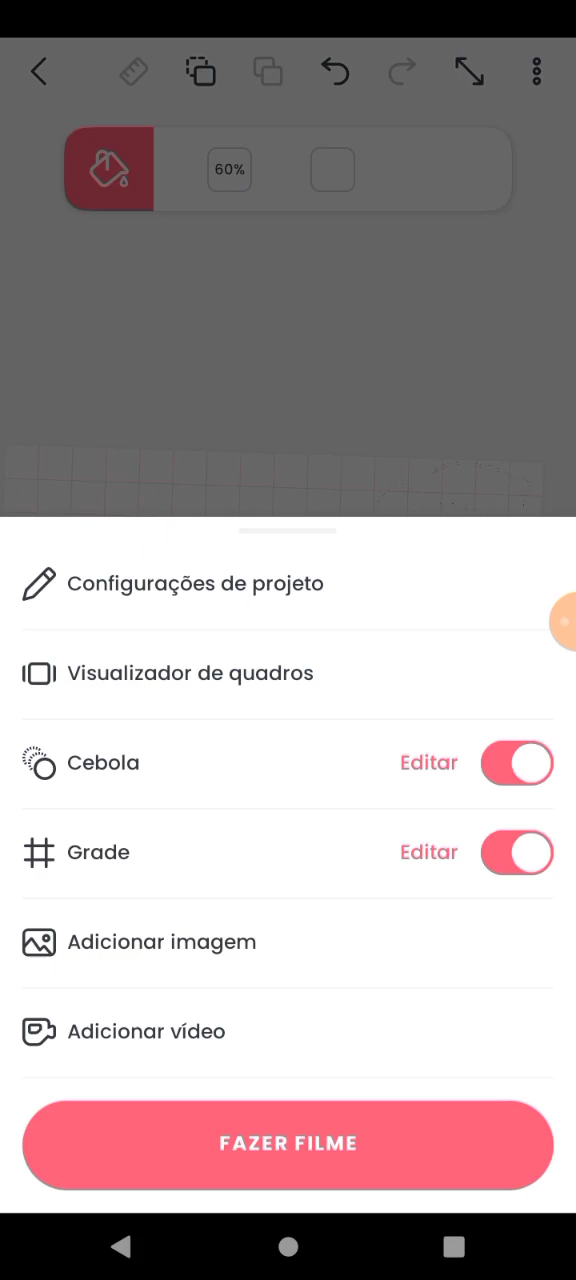 60%
Configurações de projeto
Visualizador de quadros
Cebola Editar
Grade Editar
Adicionar imagem
Adicionar vídeo
FAZER FILME